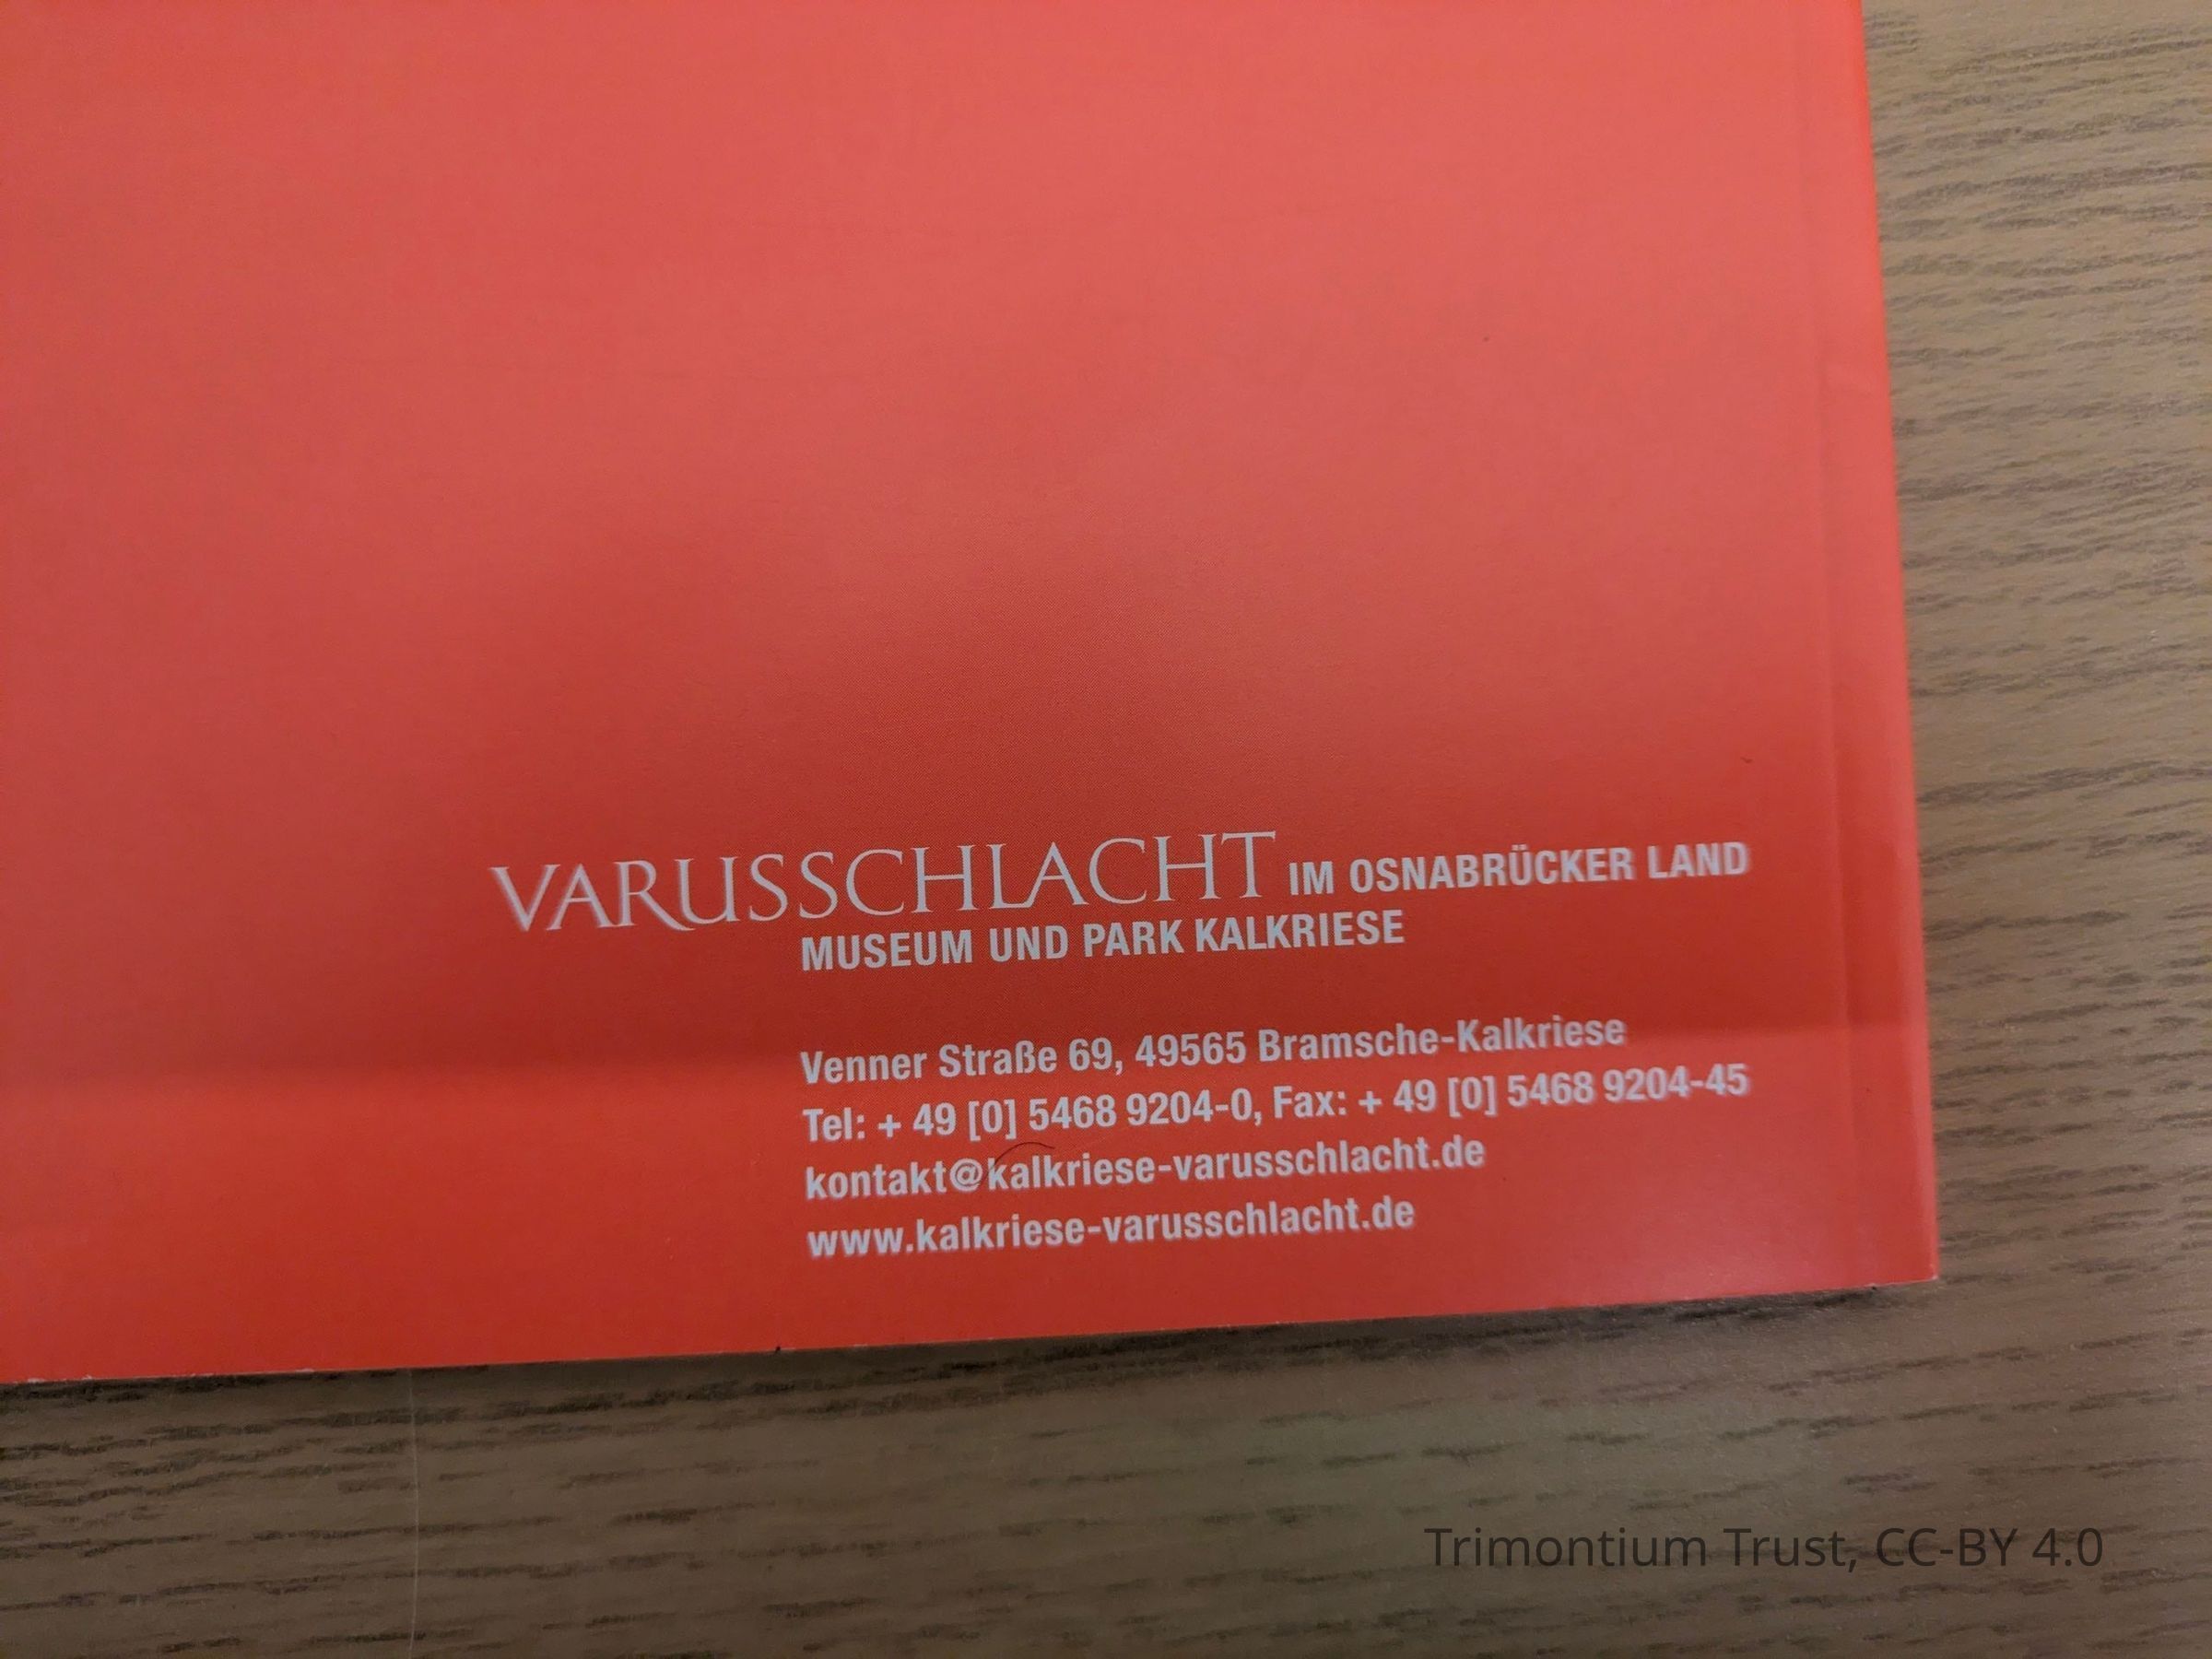 VARUSSCHLACHT IM OSNABRÜCKER LAND
MUSEUM UND PARK KALKRIESE
Venner Straße 69, 49565 Bramsche-Kalkriese
Tel: + 49 [0] 5468 9204-0, Fax: + 49 [0] 5468 9204-45
kontakt@kalkriese-varusschlacht.de
www.kalkriese-varusschlacht.de
Trimontium Trust, CC-BY 4.0